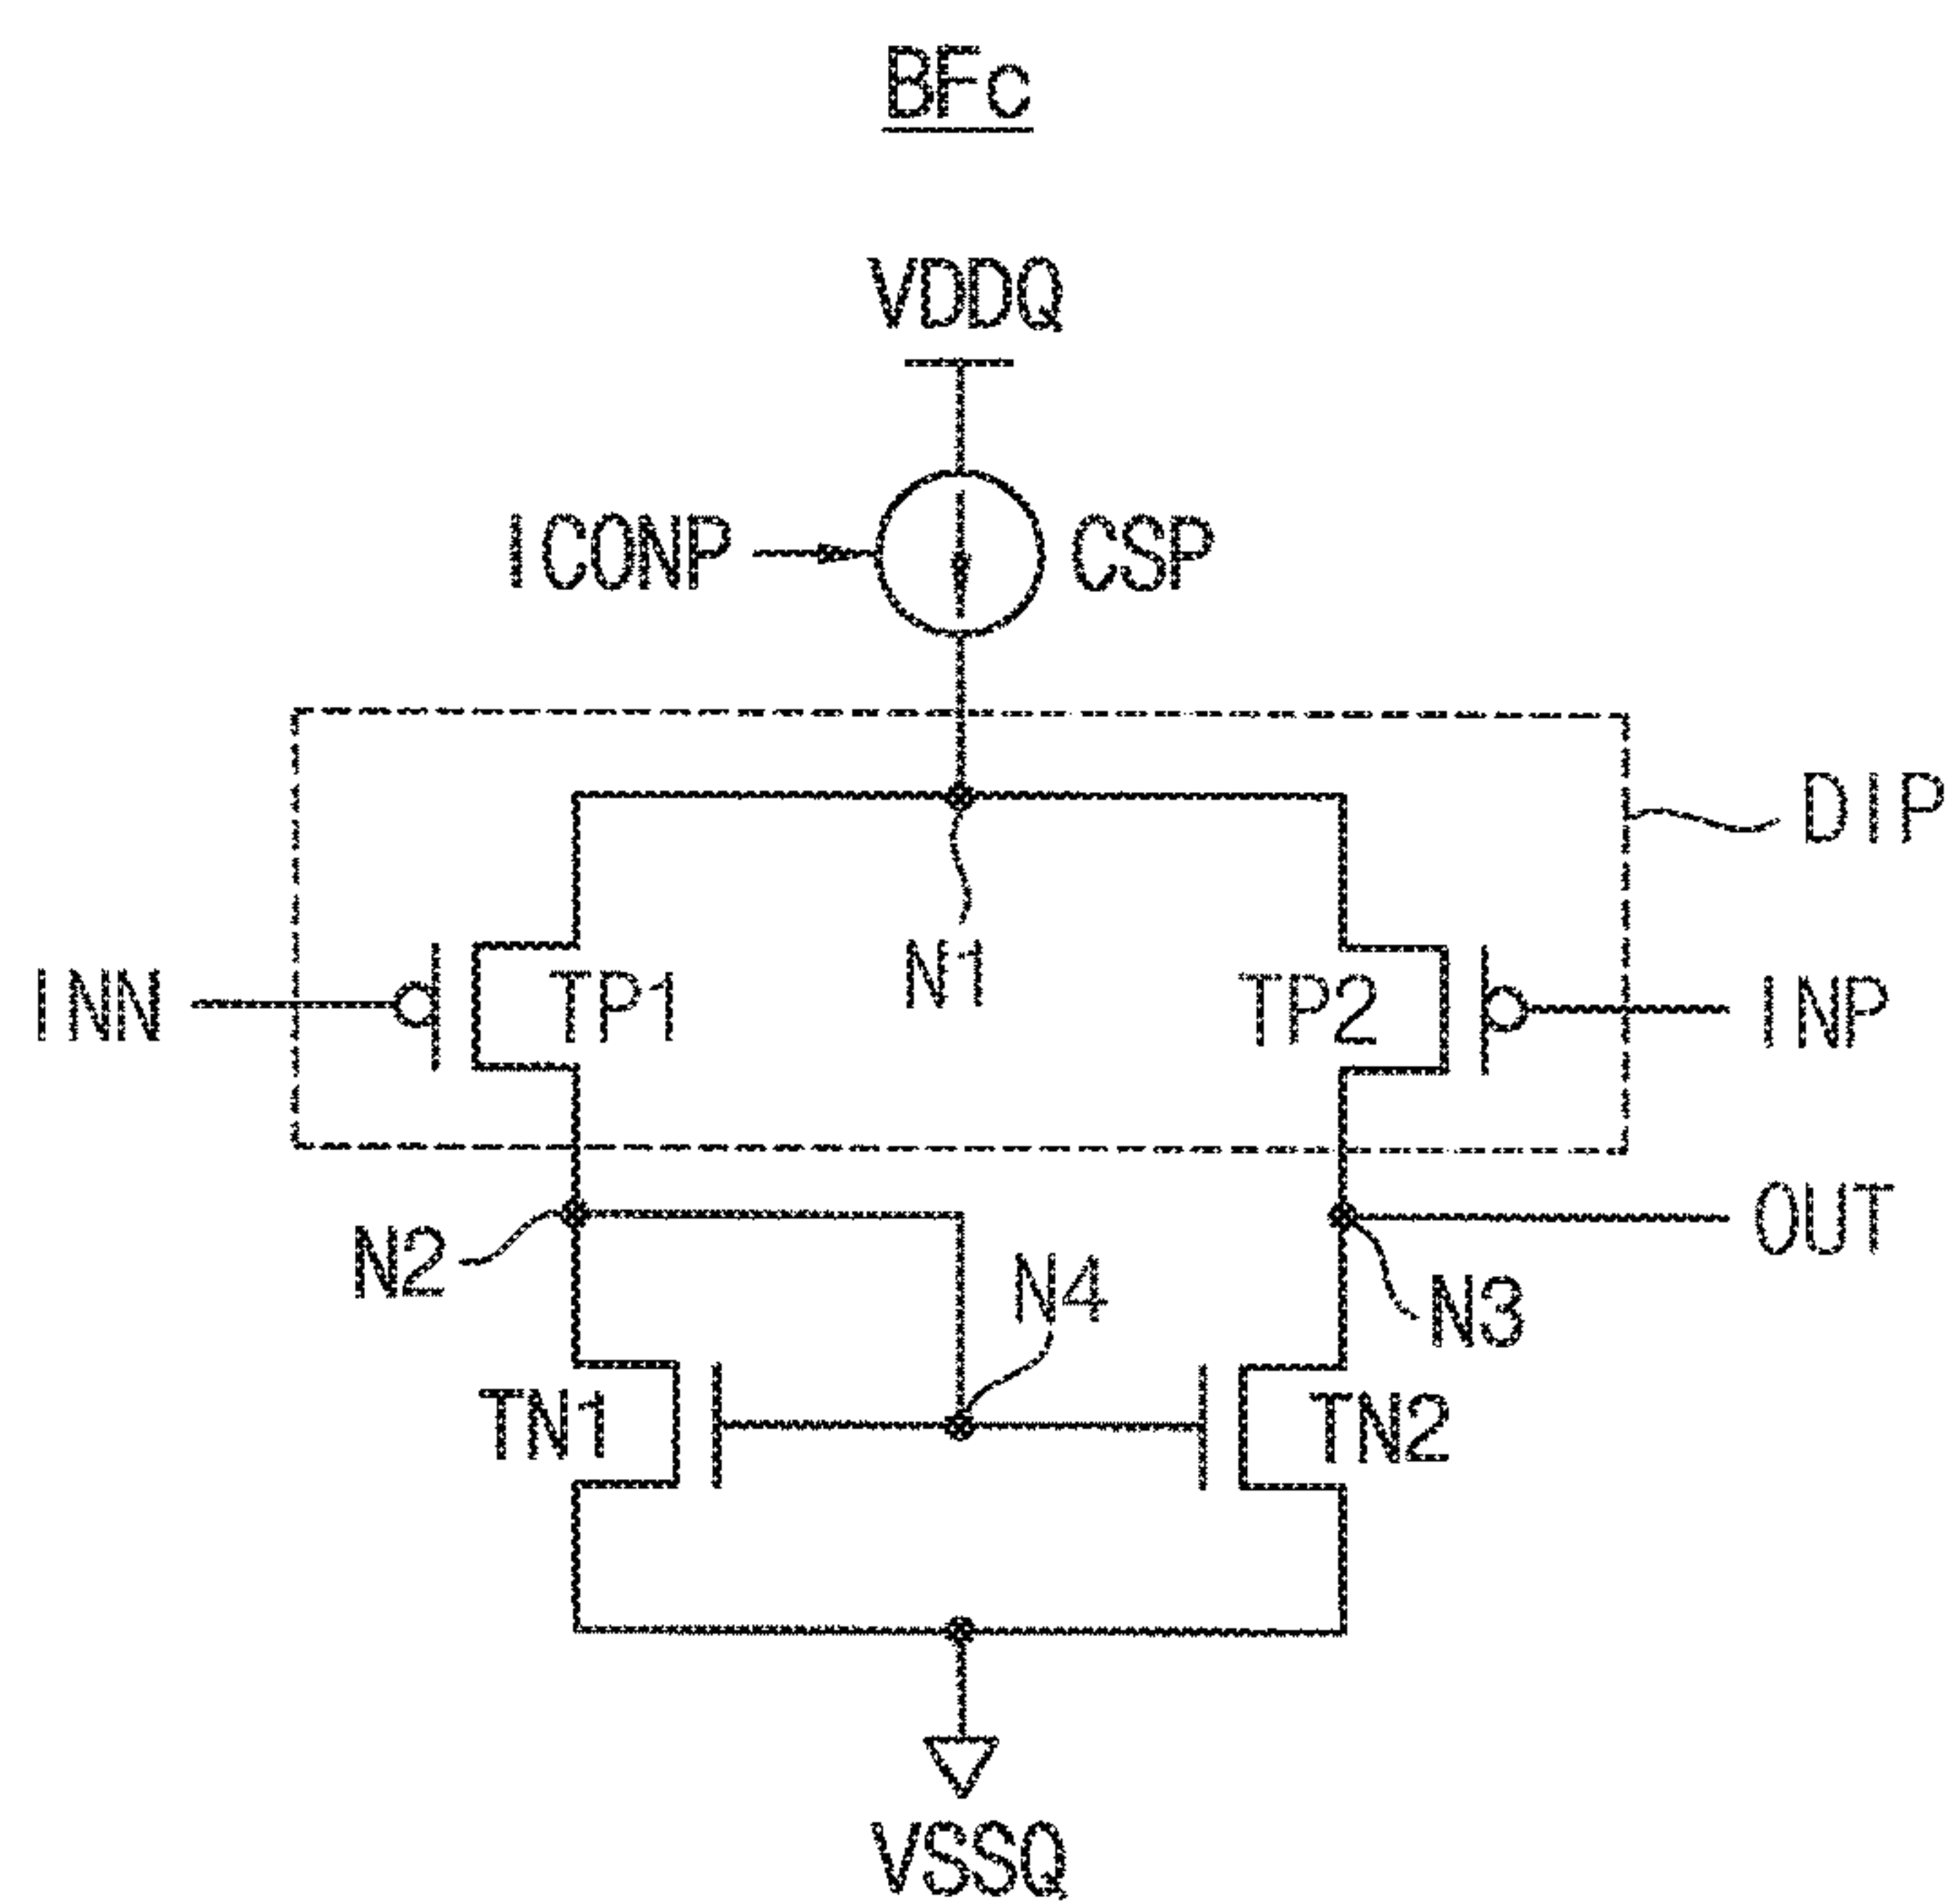 BFc
VDDQ
ICONP
CSP
DIP
INN
TP1
N1
TP2
INP
N2
N4
N3
OUT
TN1
TN2
VSSQ